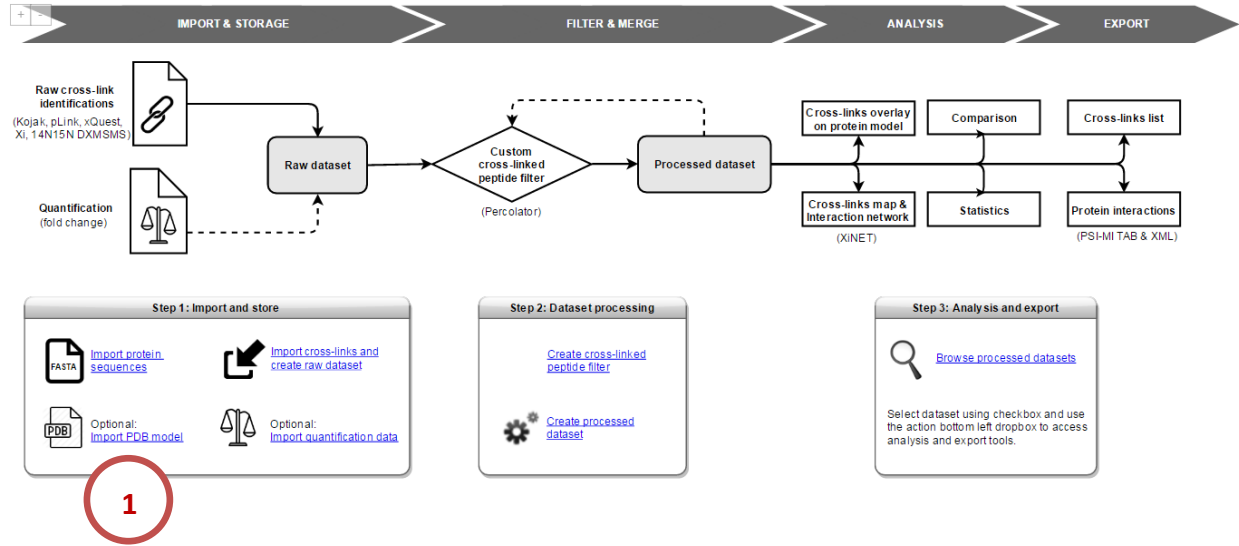 + -
IMPORT & STORAGE
FILTER & MERGE
ANALYSIS
EXPORT
Raw cross-link
identifications
(Kojak, pLink, xQuest,
Xi, 14N15N DXMSMS)
Quantification
(fold change)
Raw dataset
Custom
cross-linked
peptide filter
(Percolator)
Processed dataset
Cross-links overlay
on protein model
Cross-links map &
Interaction network
(XiNET)
Comparison
Statistics
Cross-links list
Protein interactions
(PSI-MI TAB & XML)
Step 1: Import and store
FASTA
Import protein
sequences
Import cross-links and
create raw dataset
PDB
Optional:
Import PDB model
Optional:
Import quantification data
1
Step 2: Dataset processing
Create cross-linked
peptide filter
Create processed
dataset
Step 3: Analysis and export
Browse processed datasets
Select dataset using checkbox and use
the action bottom left dropbox to access
analysis and export tools.